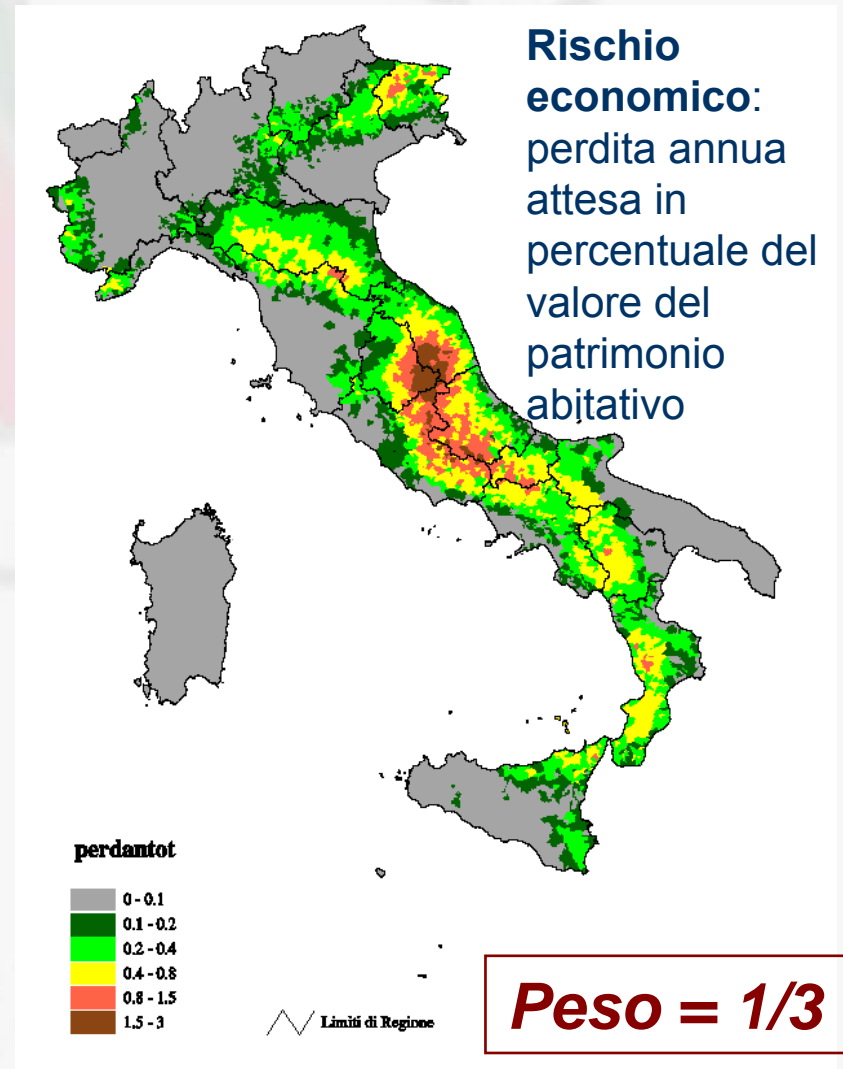 Rischio
economico:
perdita annua
attesa in
percentuale del
valore del
patrimonio
abitativo
perdantot
0 - 0.1
0.1 - 0.2
0.2 - 0.4
0.4 - 0.8
0.8 - 1.5
1.5 - 3
Limiti di Regione
Peso = 1/3